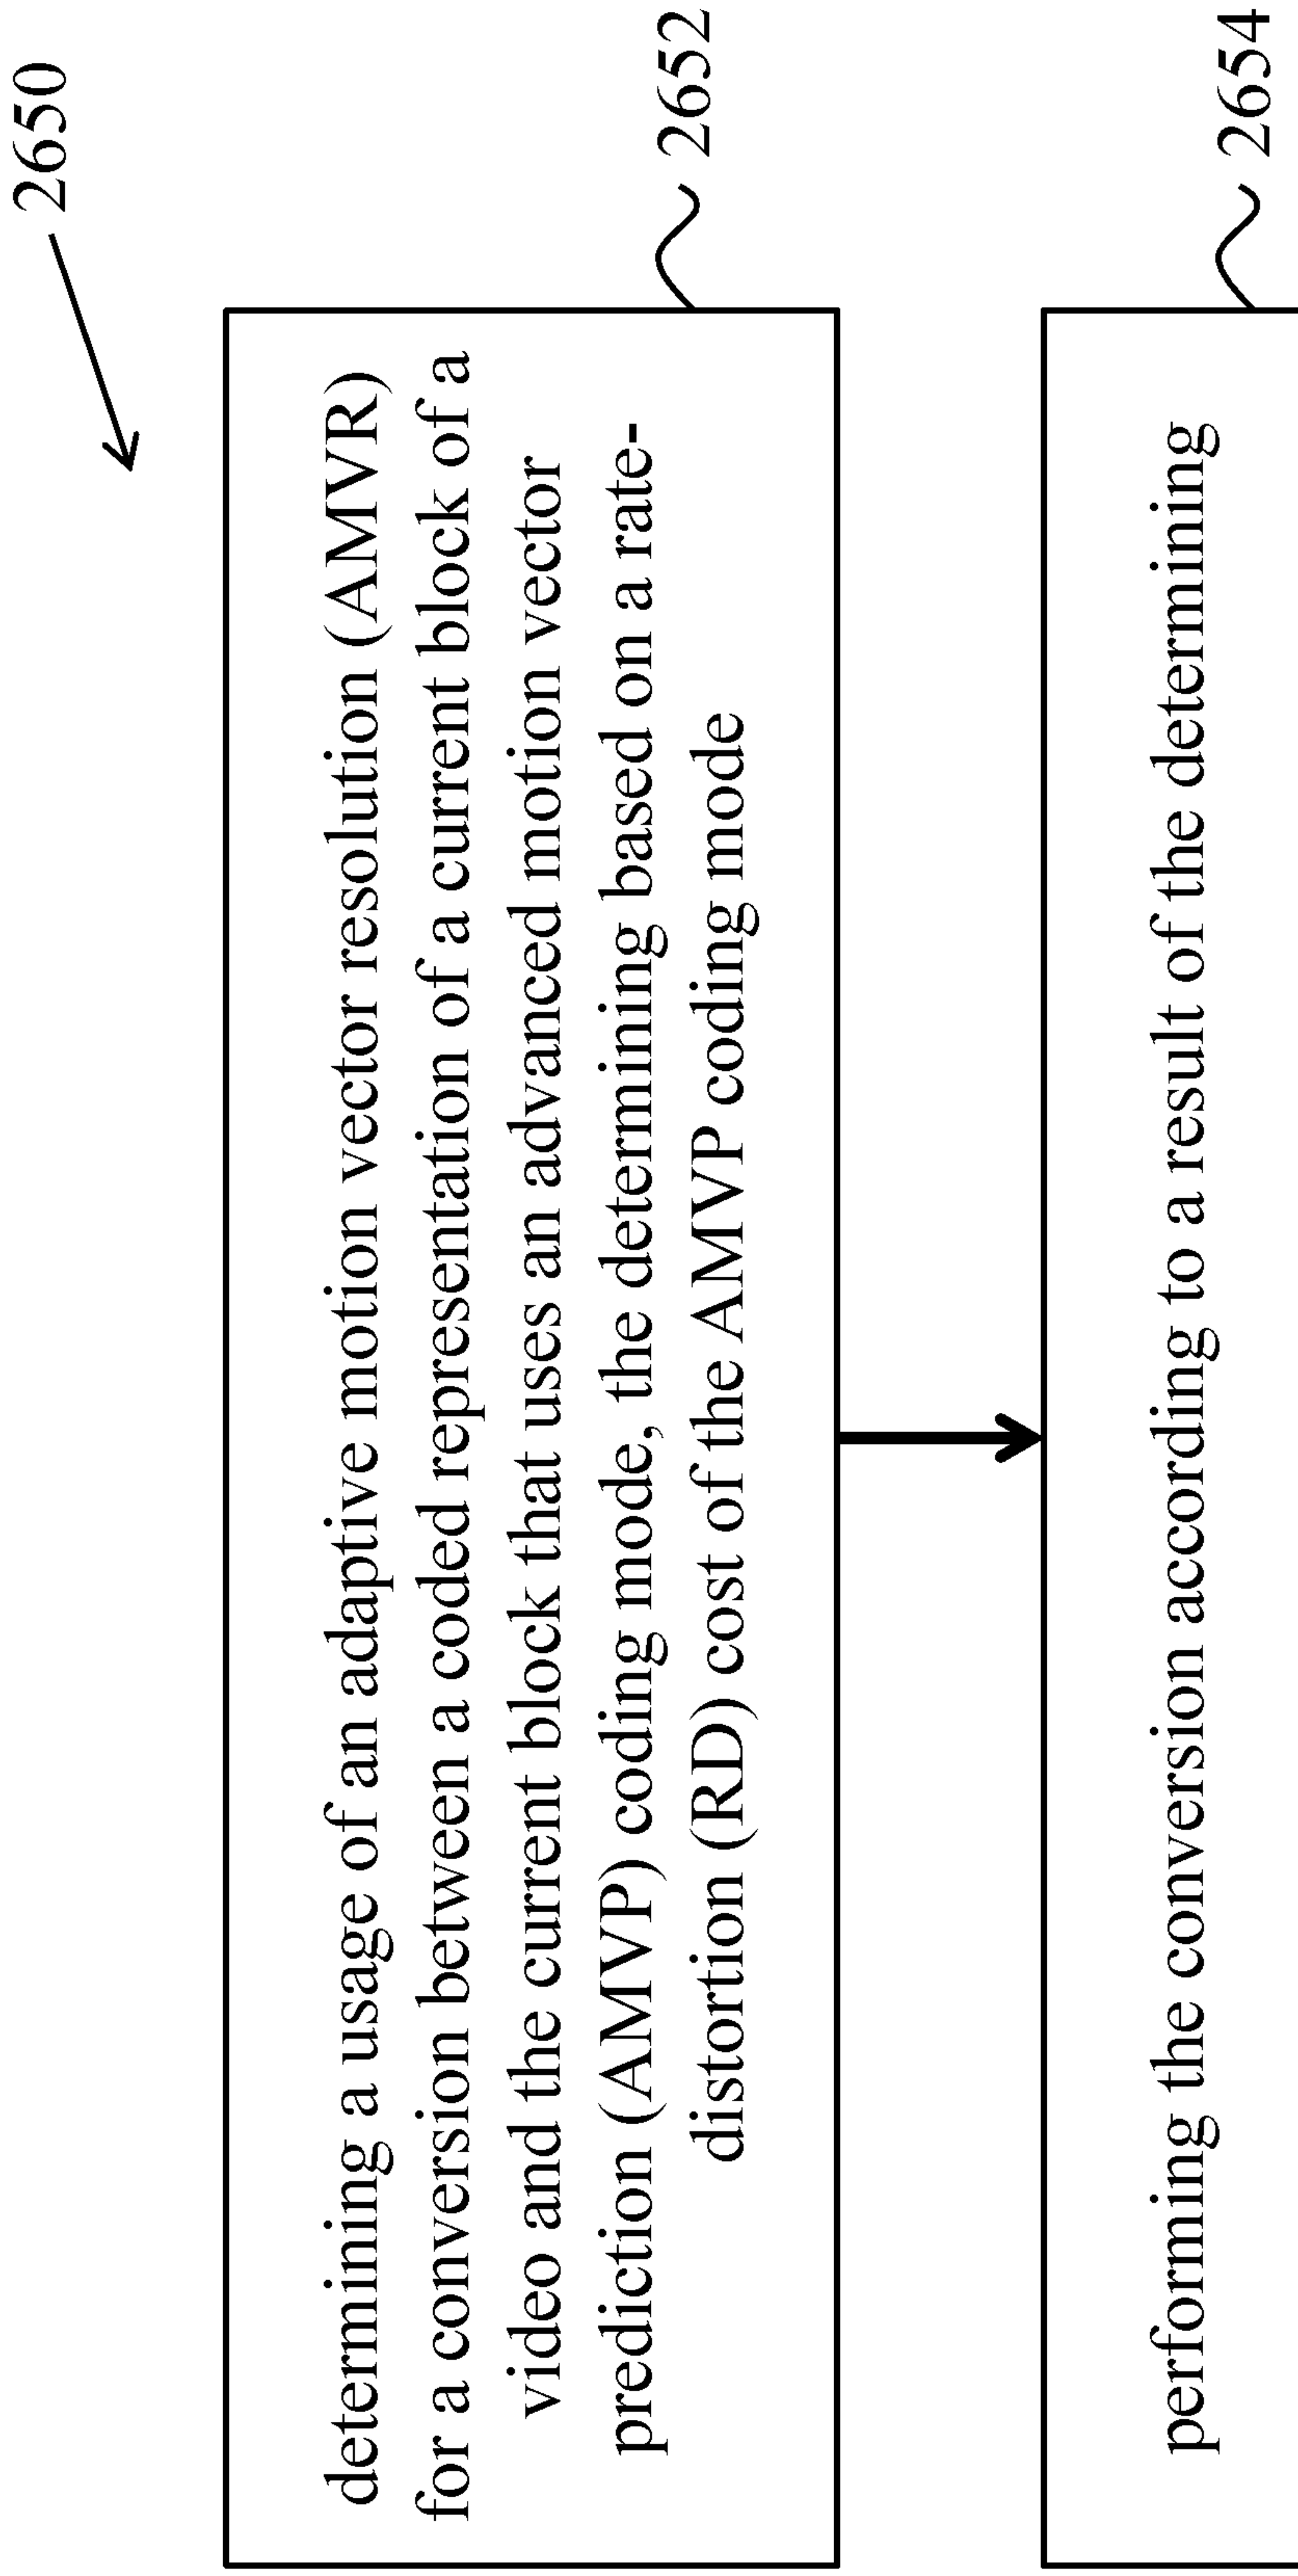 2650
determining a usage of an adaptive motion vector resolution (AMVR)
for a conversion between a coded representation of a current block of a
video and the current block that uses an advanced motion vector
prediction (AMVP) coding mode, the determining based on a rate-
distortion (RD) cost of the AMVP coding mode
2652
performing the conversion according to a result of the determining
2654